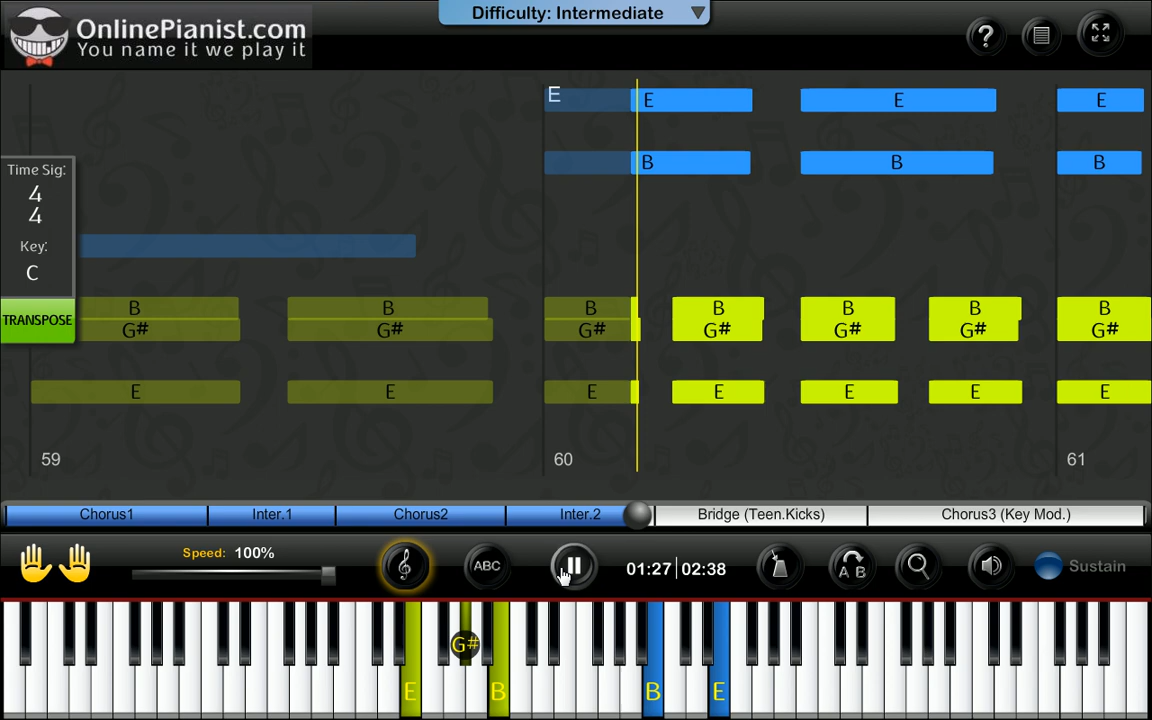 Difficulty: Intermediate
OnlinePianist.com
You name it we play it
?
E E E E
B B B
Time Sig:
4
4
Key:
C
TRANSPOSE
B B B B B B B
G# G# G# G# G# G# G#
E E E E E E E
59 60 61
Chorus1 Inter.1 Chorus2 Inter.2 Bridge (Teen.Kicks) Chorus3 (Key Mod.)
Speed: 100%
ABC
01:27 | 02:38
A B
Sustain
G#
E B B E